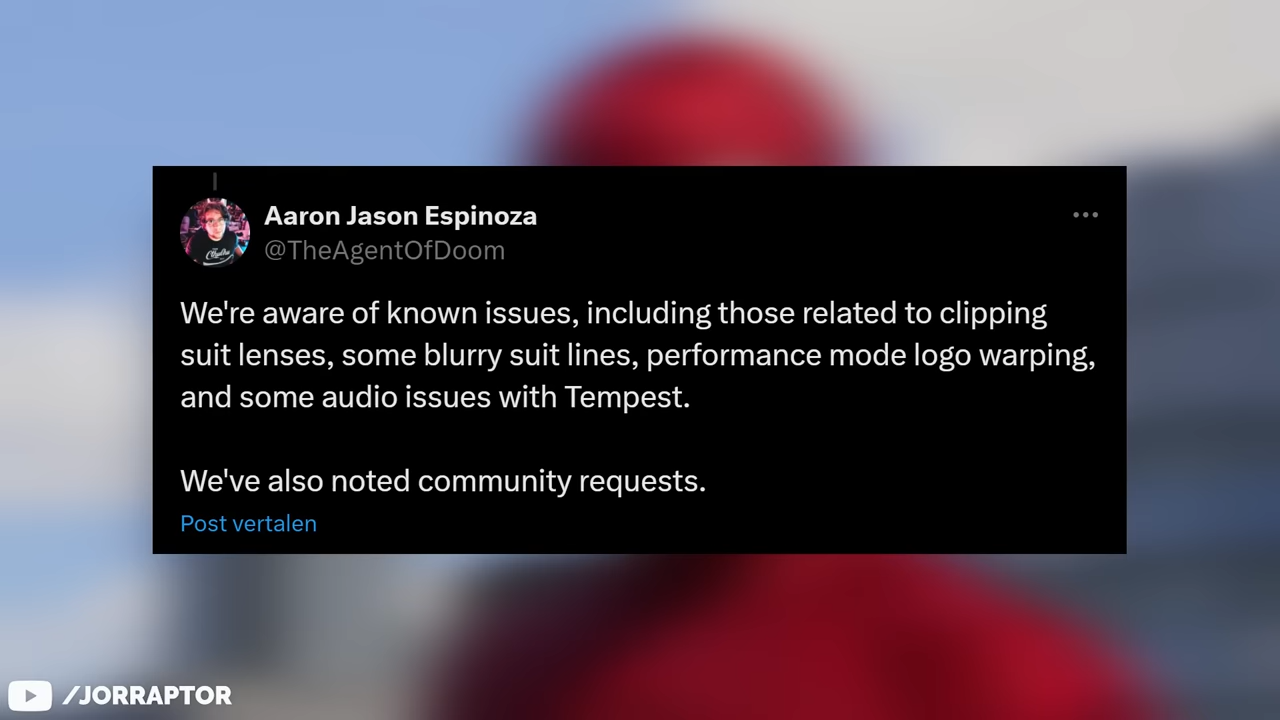 Aaron Jason Espinoza
@TheAgentOfDoom
We're aware of known issues, including those related to clipping
suit lenses, some blurry suit lines, performance mode logo warping,
and some audio issues with Tempest.
We've also noted community requests.
Post vertalen
/JORRAPTOR